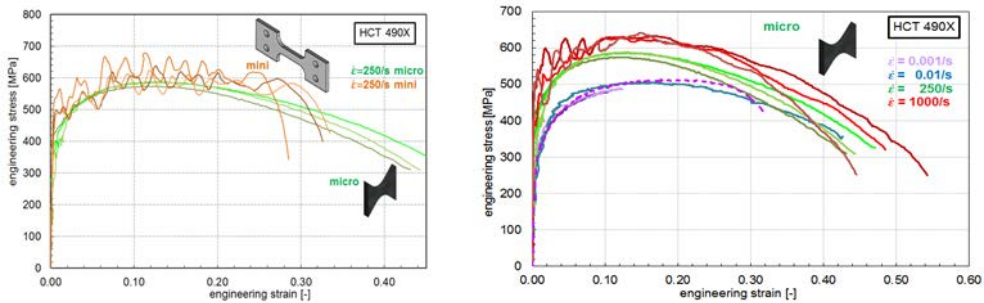 800
700
600
500
400
300
200
100
0
engineering stress [MPa]
HCT 490X
mini
ε̇=250/s micro
ε̇=250/s mini
micro
0.00
0.10
0.20
0.30
0.40
engineering strain [-]
700
600
500
400
300
200
100
0
engineering stress [MPa]
micro
HCT 490X
ε̇ = 0.001/s
ε̇ = 0.01/s
ε̇ = 250/s
ε̇ = 1000/s
0.00
0.10
0.20
0.30
0.40
0.50
0.60
engineering strain [-]